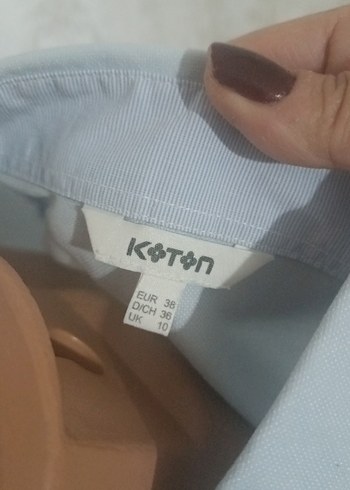 KOTON
EUR 38
D/CH 36
UK 10